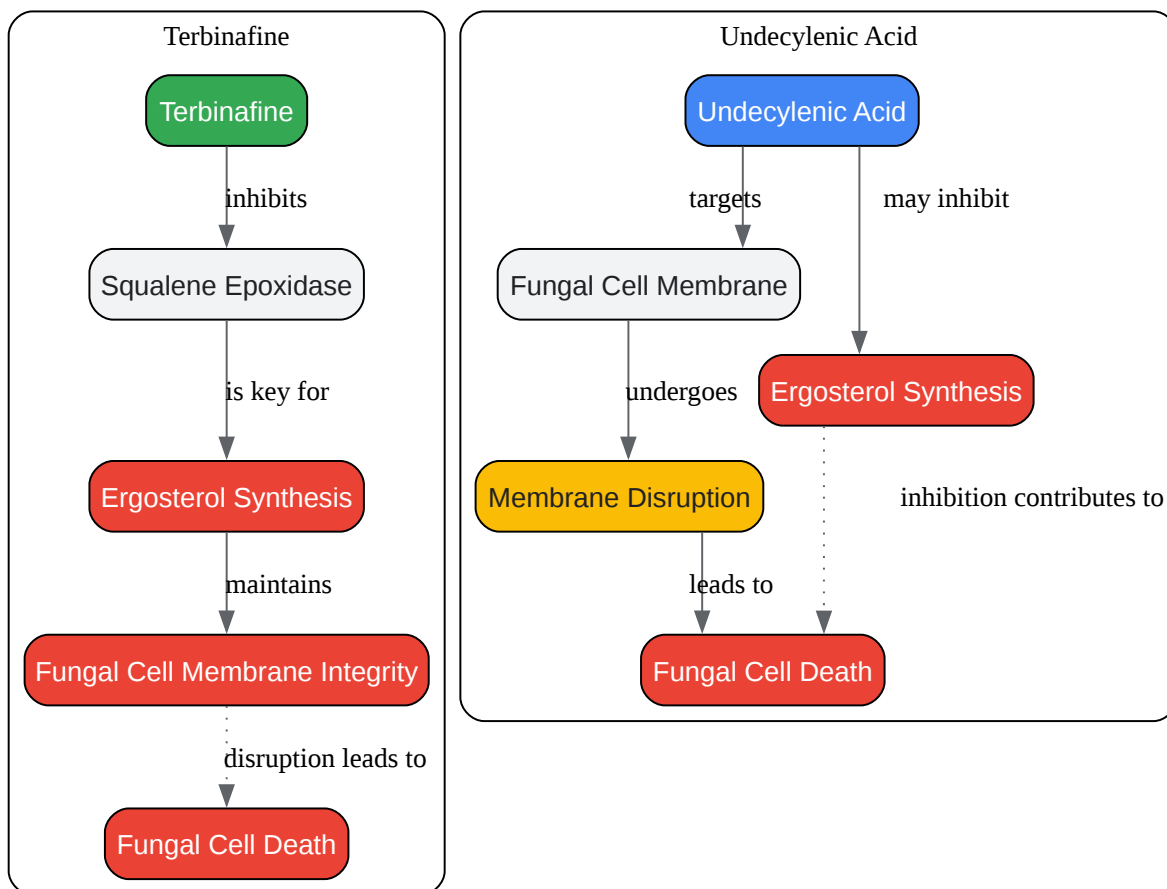 Terbinafine
Terbinafine
inhibits
Squalene Epoxidase
is key for
Ergosterol Synthesis
maintains
Fungal Cell Membrane Integrity
disruption leads to
Fungal Cell Death
Undecylenic Acid
Undecylenic Acid
targets
may inhibit
Fungal Cell Membrane
undergoes
Ergosterol Synthesis
Membrane Disruption
inhibition contributes to
leads to
Fungal Cell Death